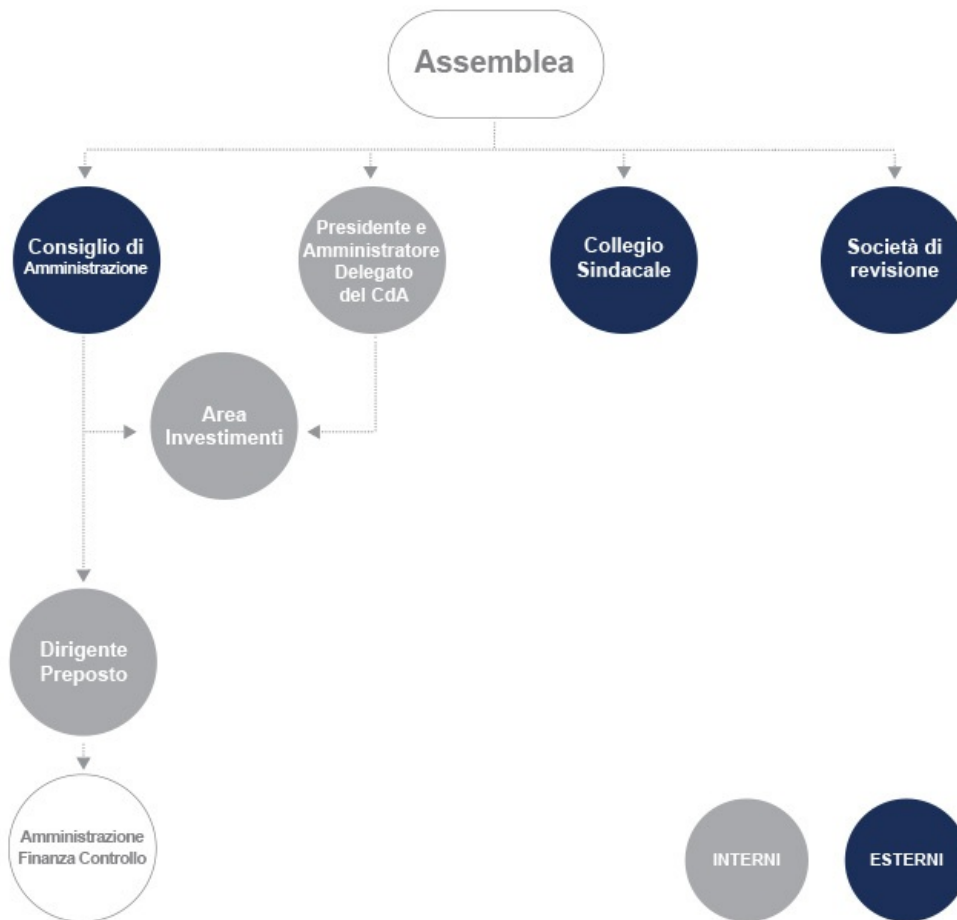 Assemblea
Consiglio di
Amministrazione
Presidente e
Amministratore
Delegato
del CdA
Collegio
Sindacale
Società di
revisione
Area
Investimenti
Dirigente
Preposto
Amministrazione
Finanza Controllo
INTERNI
ESTERNI